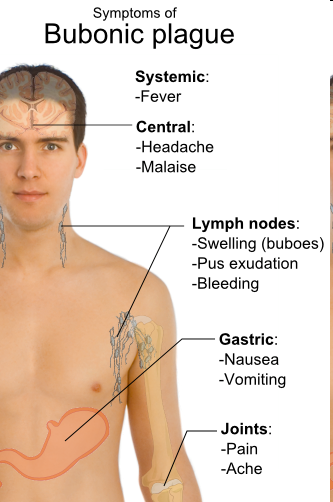 Symptoms of
Bubonic plague
Systemic:
-Fever
Central:
-Headache
-Malaise
Lymph nodes:
-Swelling (buboes)
-Pus exudation
-Bleeding
Gastric:
-Nausea
-Vomiting
Joints:
-Pain
-Ache